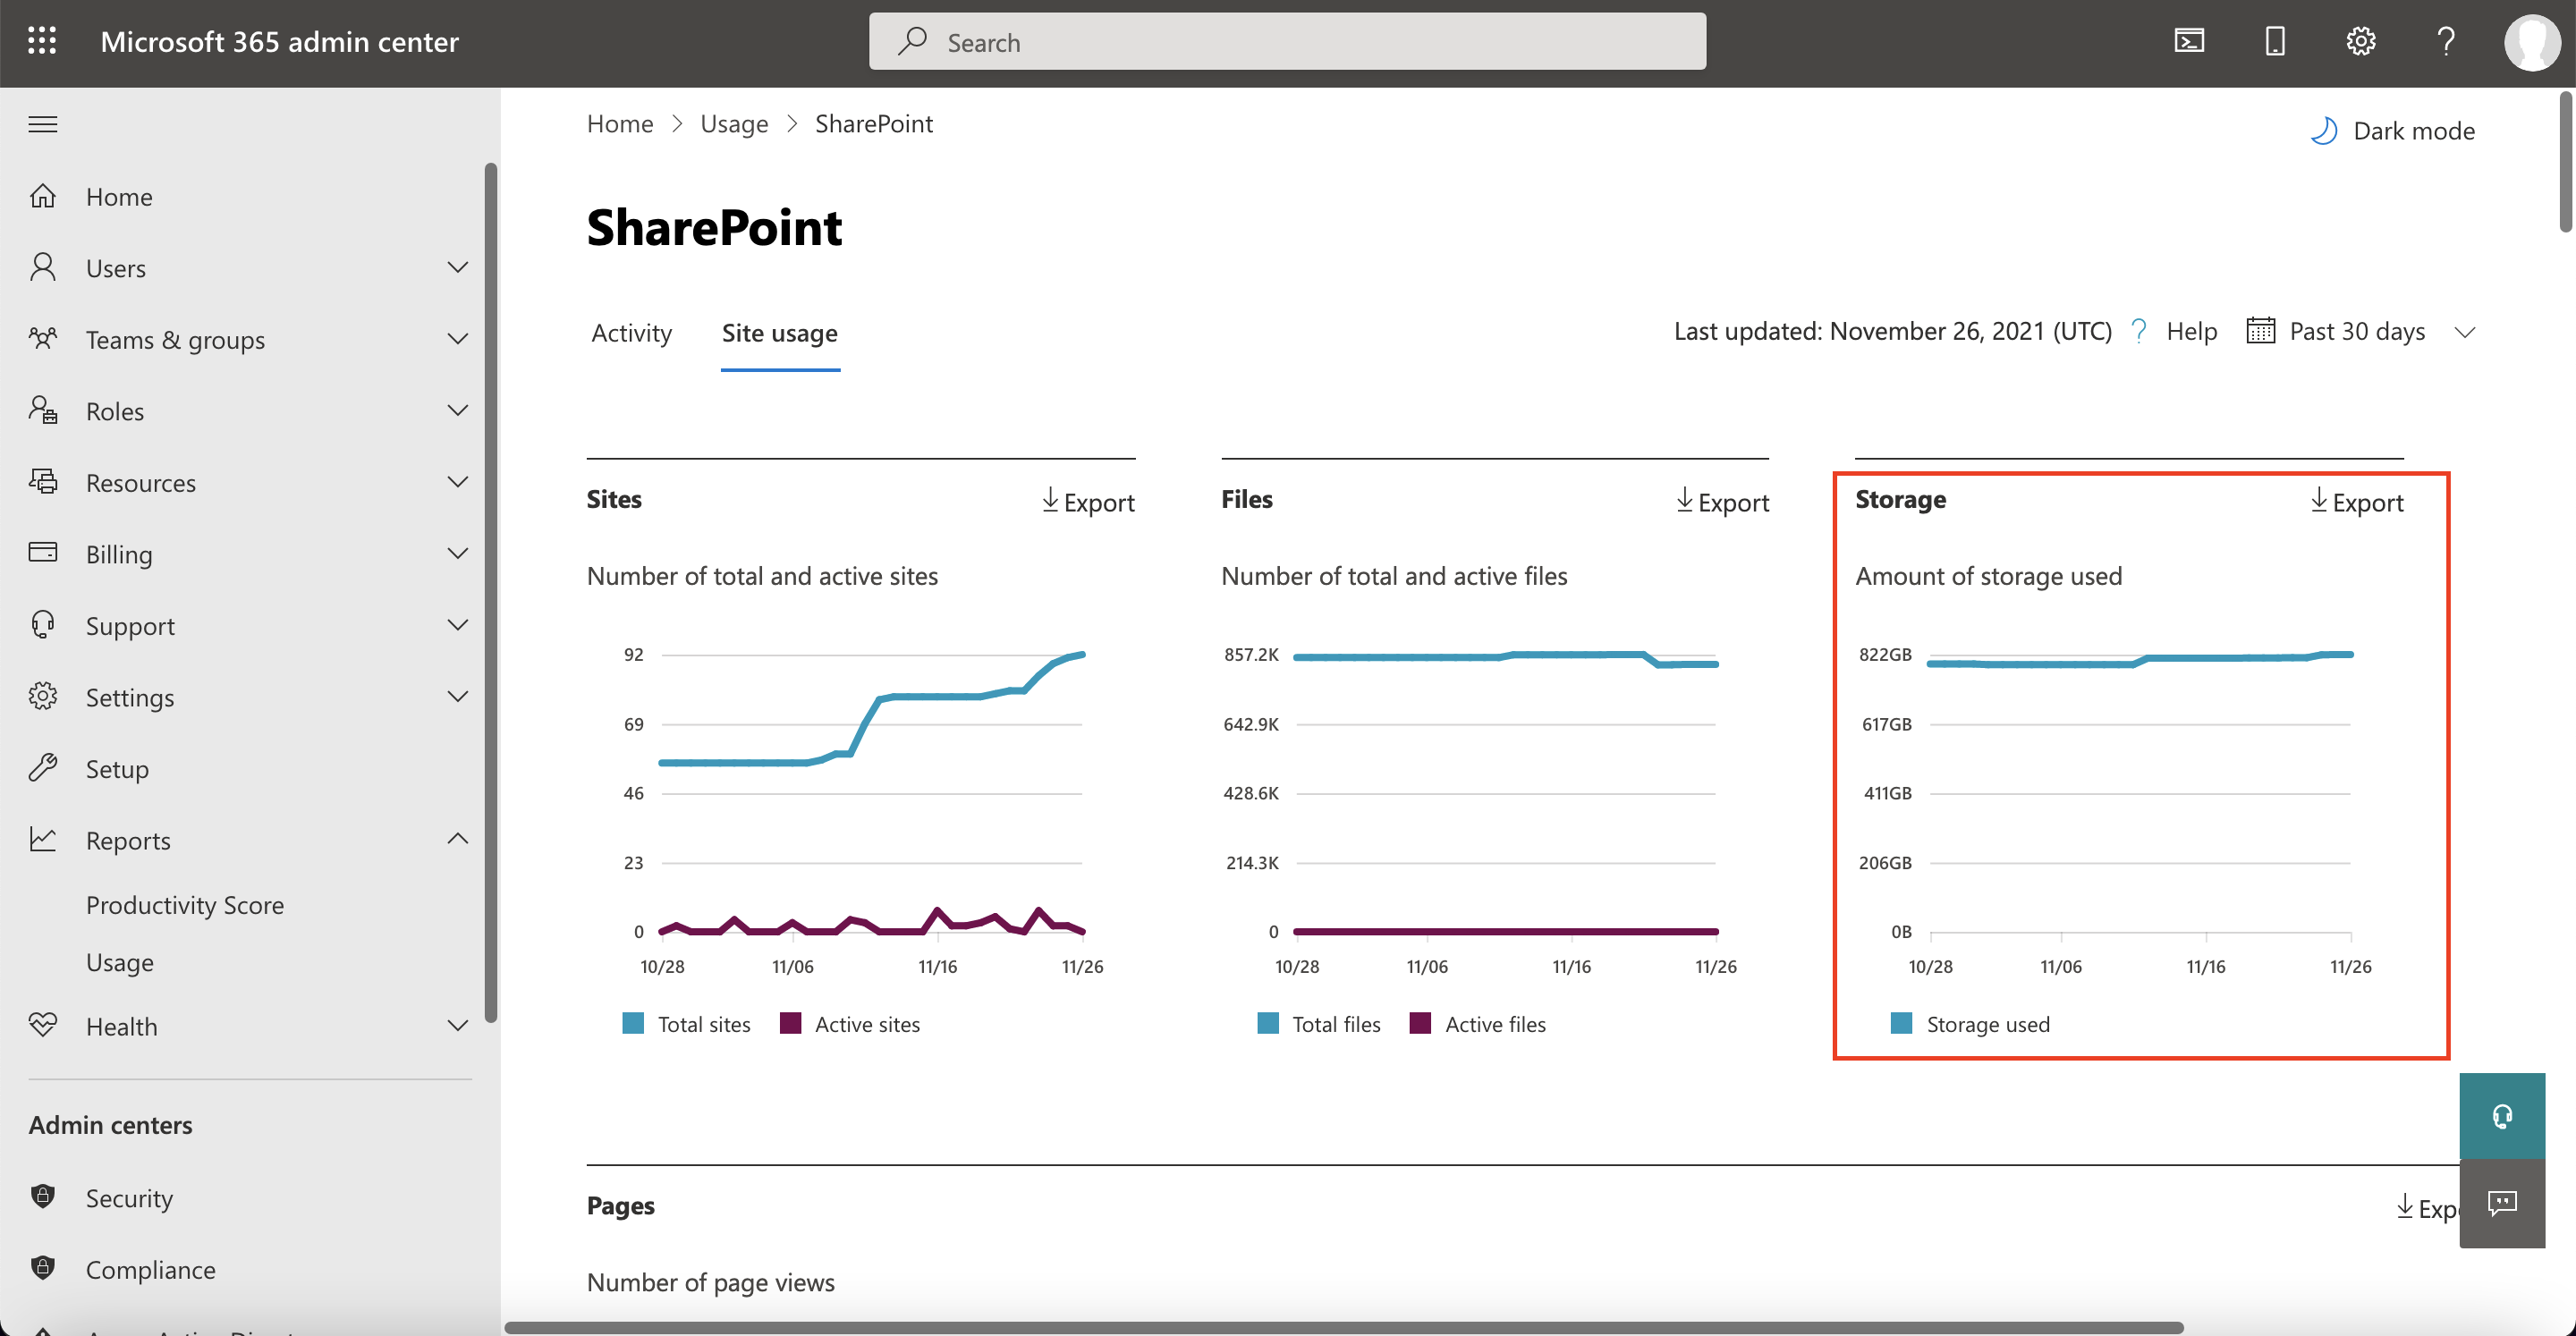 Microsoft 365 admin center
Search
Home
Users
Teams & groups
Roles
Resources
Billing
Support
Settings
Setup
Reports
Productivity Score
Usage
Health
Admin centers
Security
Compliance
Home > Usage > SharePoint
Dark mode
SharePoint
Activity
Site usage
Last updated: November 26, 2021 (UTC)
? Help
Past 30 days
Sites
Export
Number of total and active sites
92
69
46
23
0
10/28 11/06 11/16 11/26
Total sites Active sites
Files
Export
Number of total and active files
857.2K
642.9K
428.6K
214.3K
0
10/28 11/06 11/16 11/26
Total files Active files
Storage
Export
Amount of storage used
822GB
617GB
411GB
206GB
0B
10/28 11/06 11/16 11/26
Storage used
Pages
Exp
Number of page views